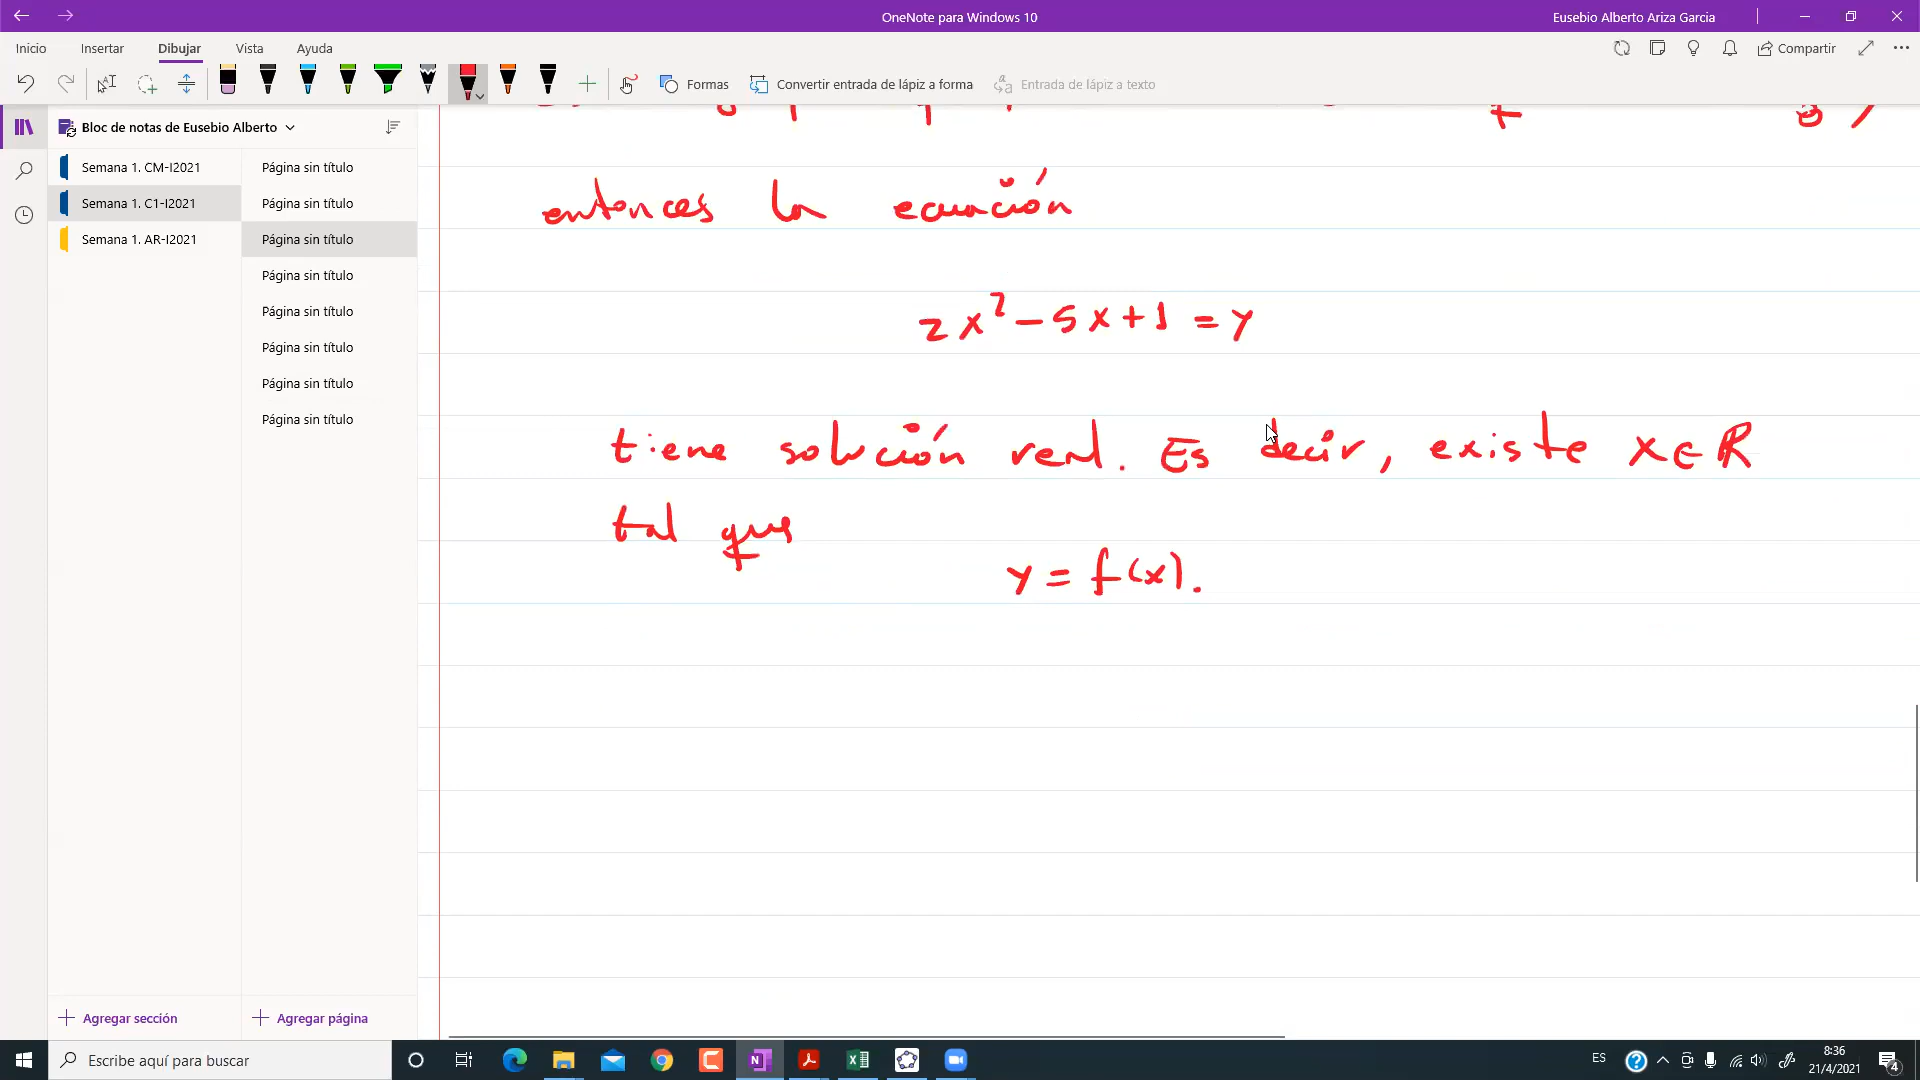 OneNote para Windows 10
Eusebio Alberto Ariza Garcia
Inicio Insertar Dibujar Vista Ayuda
Compartir
Formas Convertir entrada de lápiz a forma Entrada de lápiz a texto
Bloc de notas de Eusebio Alberto
Semana 1. CM-I2021
Semana 1. C1-I2021
Semana 1. AR-I2021
Página sin título
Página sin título
Página sin título
Página sin título
Página sin título
Página sin título
Página sin título
Página sin título
entonces la ecuación
2x² - 5x + 1 = y
tiene solución real. Es decir, existe x ∈ R
tal que
y = f(x).
Agregar sección
Agregar página
Escribe aquí para buscar
ES
8:36
21/4/2021
4